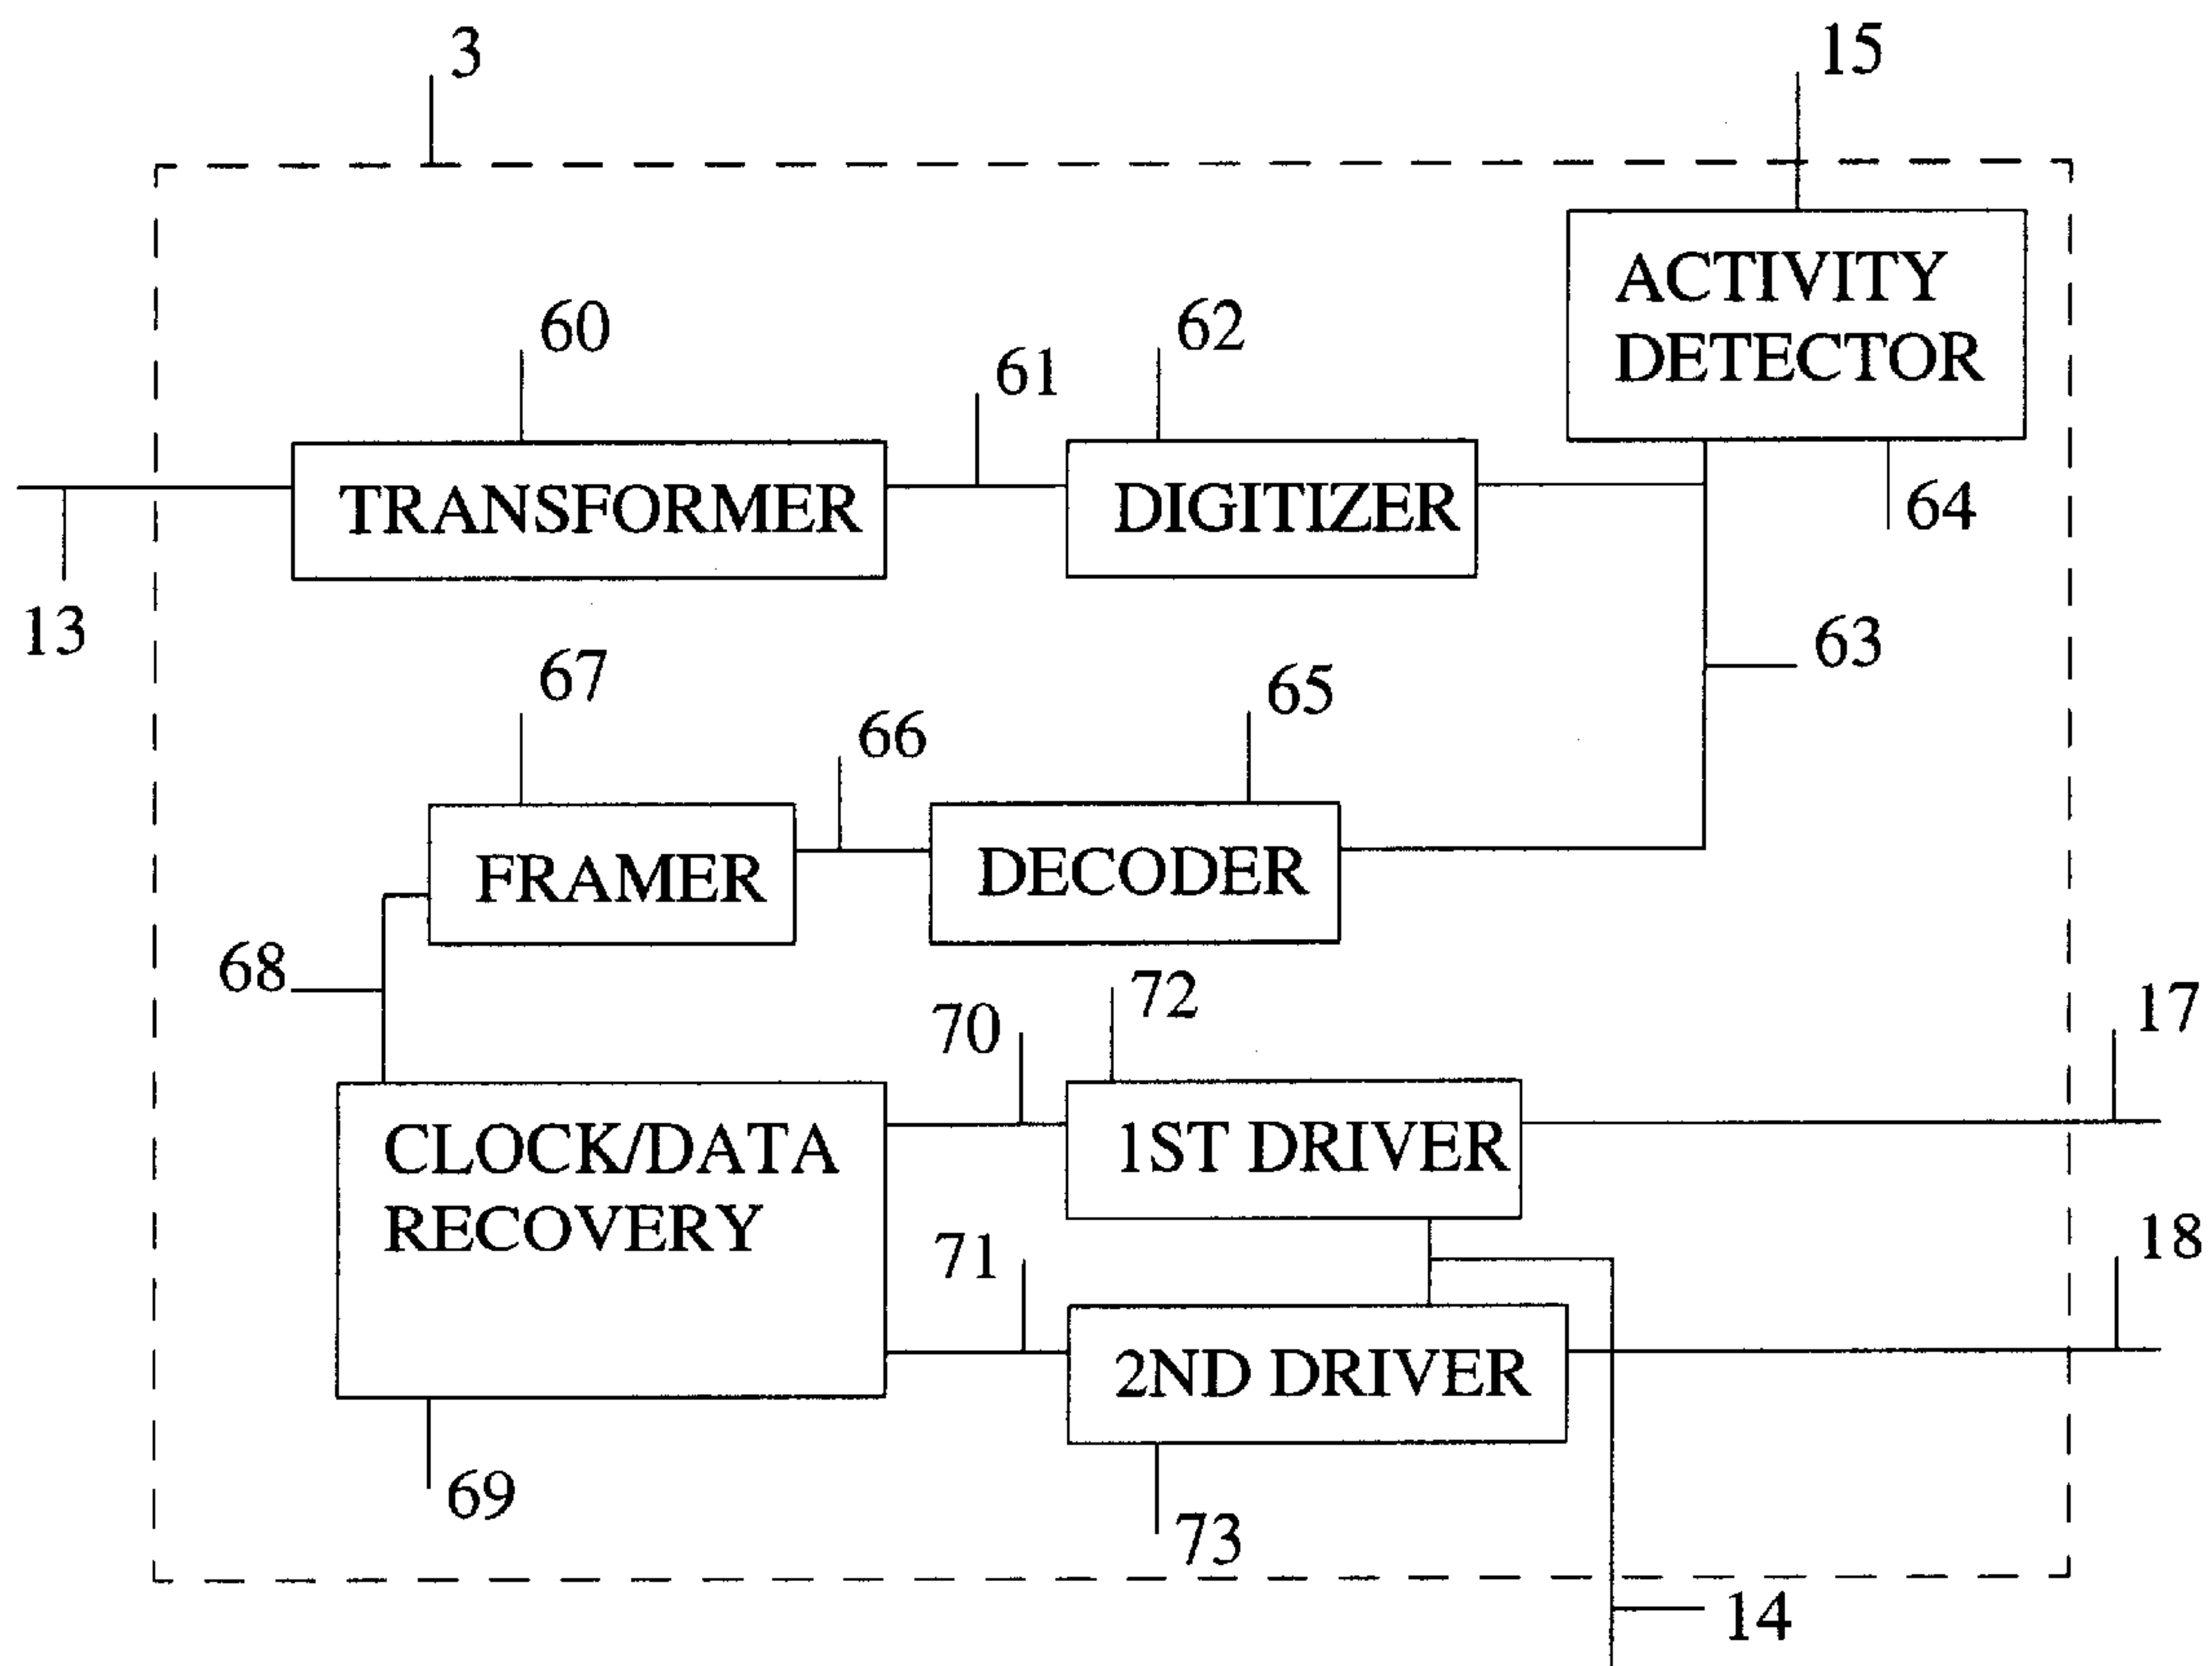 3
15
ACTIVITY
DETECTOR
60
62
61
TRANSFORMER
DIGITIZER
64
13
63
67
65
66
FRAMER
DECODER
68
72
70
17
CLOCK/DATA
RECOVERY
1ST DRIVER
71
18
2ND DRIVER
69
73
14